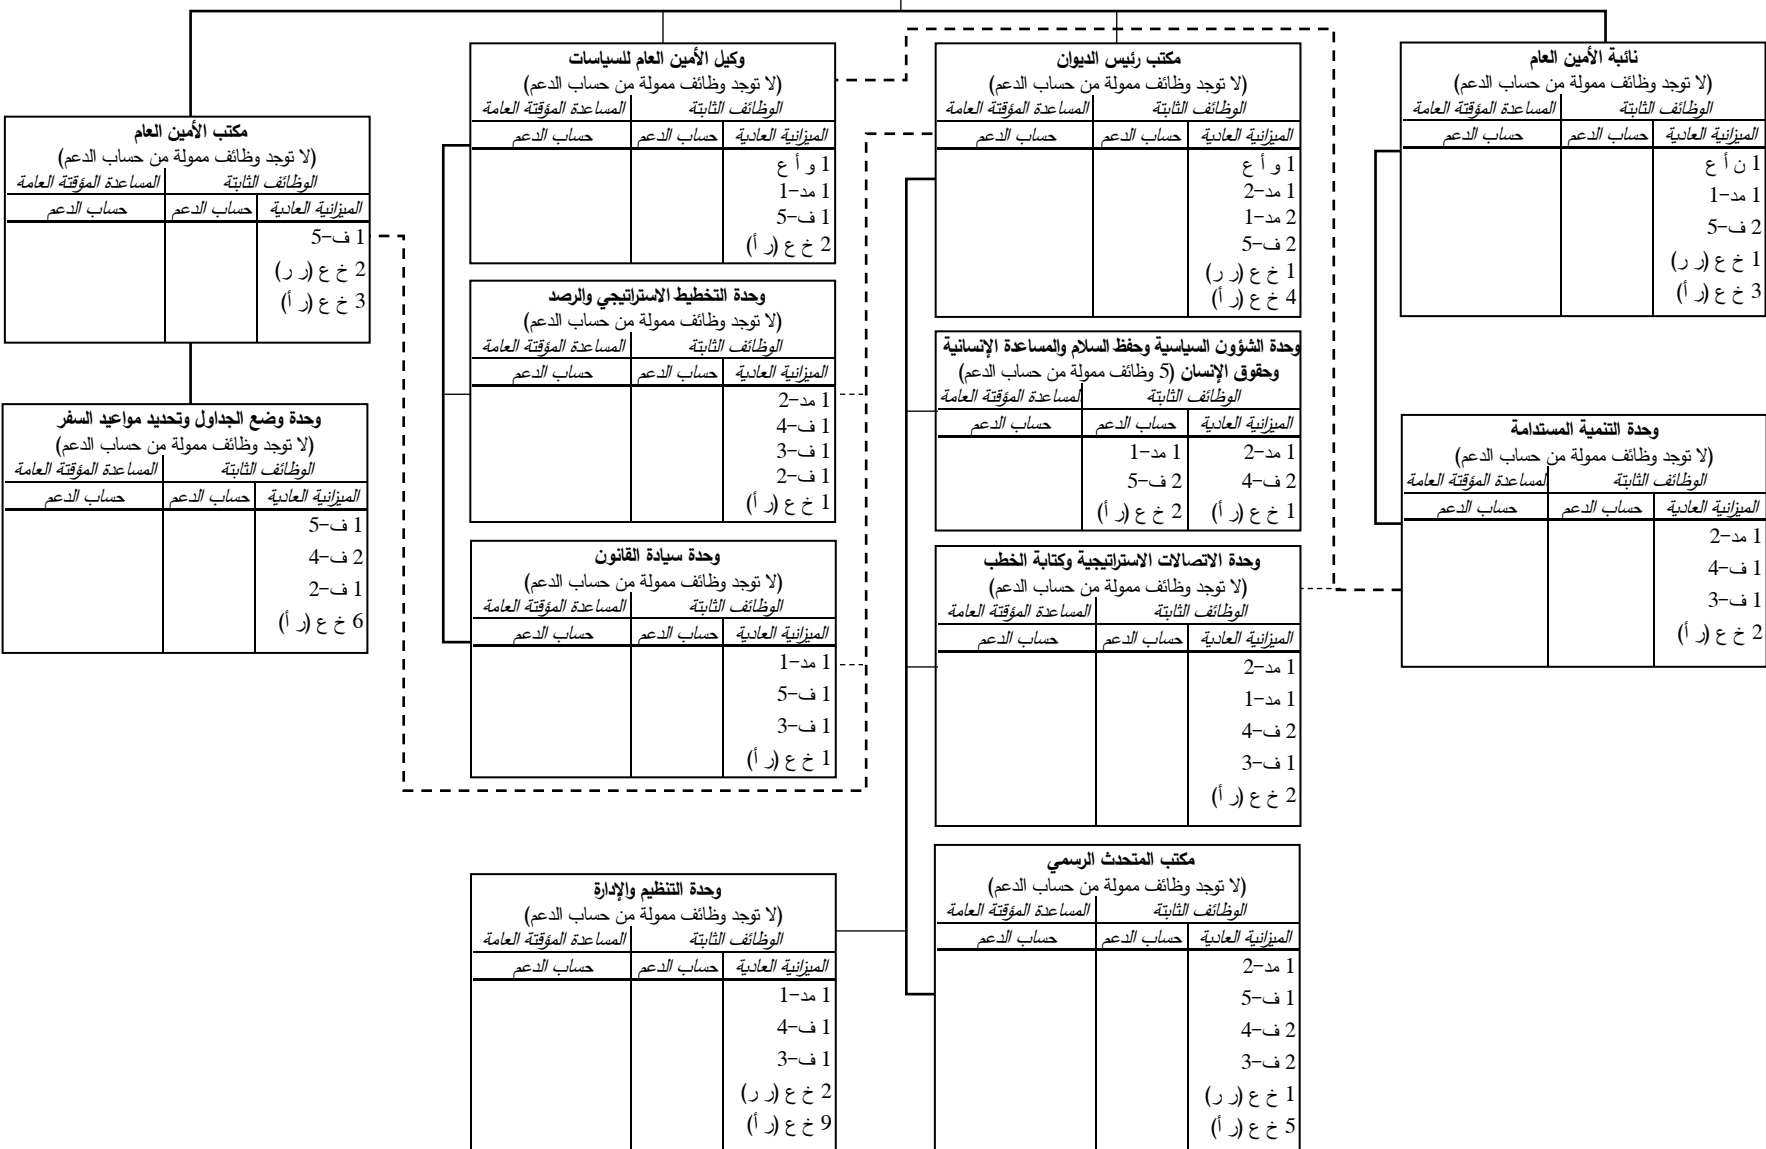 نائبة الأمين العام
(لا توجد وظائف ممولة من حساب الدعم)
الوظائف الثابتة المساعدة المؤقتة العامة
الميزانية العادية حساب الدعم حساب الدعم
1 ن أ ع
1 مد-1
2 ف-5
1 خ ع (ر ر)
3 خ ع (ر أ)
وحدة التنمية المستدامة
(لا توجد وظائف ممولة من حساب الدعم)
الوظائف الثابتة المساعدة المؤقتة العامة
الميزانية العادية حساب الدعم حساب الدعم
1 مد-2
1 ف-4
1 ف-3
2 خ ع (ر أ)
مكتب رئيس الديوان
(لا توجد وظائف ممولة من حساب الدعم)
الوظائف الثابتة المساعدة المؤقتة العامة
الميزانية العادية حساب الدعم حساب الدعم
1 و أ ع
1 مد-2
2 مد-1
2 ف-5
1 خ ع (ر ر)
4 خ ع (ر أ)
وحدة الشؤون السياسية وحفظ السلام والمساعدة الإنسانية
وحقوق الإنسان (5 وظائف ممولة من حساب الدعم)
الوظائف الثابتة المساعدة المؤقتة العامة
الميزانية العادية حساب الدعم حساب الدعم
1 مد-2 1 مد-1
2 ف-4 2 ف-5
1 خ ع (ر أ) 2 خ ع (ر أ)
وحدة الاتصالات الاستراتيجية وكتابة الخطب
(لا توجد وظائف ممولة من حساب الدعم)
الوظائف الثابتة المساعدة المؤقتة العامة
الميزانية العادية حساب الدعم حساب الدعم
1 مد-2
1 مد-1
2 ف-4
1 ف-3
2 خ ع (ر أ)
مكتب المتحدث الرسمي
(لا توجد وظائف ممولة من حساب الدعم)
الوظائف الثابتة المساعدة المؤقتة العامة
الميزانية العادية حساب الدعم حساب الدعم
1 مد-2
1 ف-5
2 ف-4
2 ف-3
1 خ ع (ر ر)
5 خ ع (ر أ)
وكيل الأمين العام للسياسات
(لا توجد وظائف ممولة من حساب الدعم)
الوظائف الثابتة المساعدة المؤقتة العامة
الميزانية العادية حساب الدعم حساب الدعم
1 و أ ع
1 مد-1
1 ف-5
2 خ ع (ر أ)
وحدة التخطيط الاستراتيجي والرصد
(لا توجد وظائف ممولة من حساب الدعم)
الوظائف الثابتة المساعدة المؤقتة العامة
الميزانية العادية حساب الدعم حساب الدعم
1 مد-2
1 ف-4
1 ف-3
1 ف-2
1 خ ع (ر أ)
وحدة سيادة القانون
(لا توجد وظائف ممولة من حساب الدعم)
الوظائف الثابتة المساعدة المؤقتة العامة
الميزانية العادية حساب الدعم حساب الدعم
1 مد-1
1 ف-5
1 ف-3
1 خ ع (ر أ)
وحدة التنظيم والإدارة
(لا توجد وظائف ممولة من حساب الدعم)
الوظائف الثابتة المساعدة المؤقتة العامة
الميزانية العادية حساب الدعم حساب الدعم
1 مد-1
1 ف-4
1 ف-3
2 خ ع (ر ر)
9 خ ع (ر أ)
مكتب الأمين العام
(لا توجد وظائف ممولة من حساب الدعم)
الوظائف الثابتة المساعدة المؤقتة العامة
الميزانية العادية حساب الدعم حساب الدعم
1 ف-5
2 خ ع (ر ر)
3 خ ع (ر أ)
وحدة وضع الجداول وتحديد مواعيد السفر
(لا توجد وظائف ممولة من حساب الدعم)
الوظائف الثابتة المساعدة المؤقتة العامة
الميزانية العادية حساب الدعم حساب الدعم
1 ف-5
2 ف-4
1 ف-2
6 خ ع (ر أ)